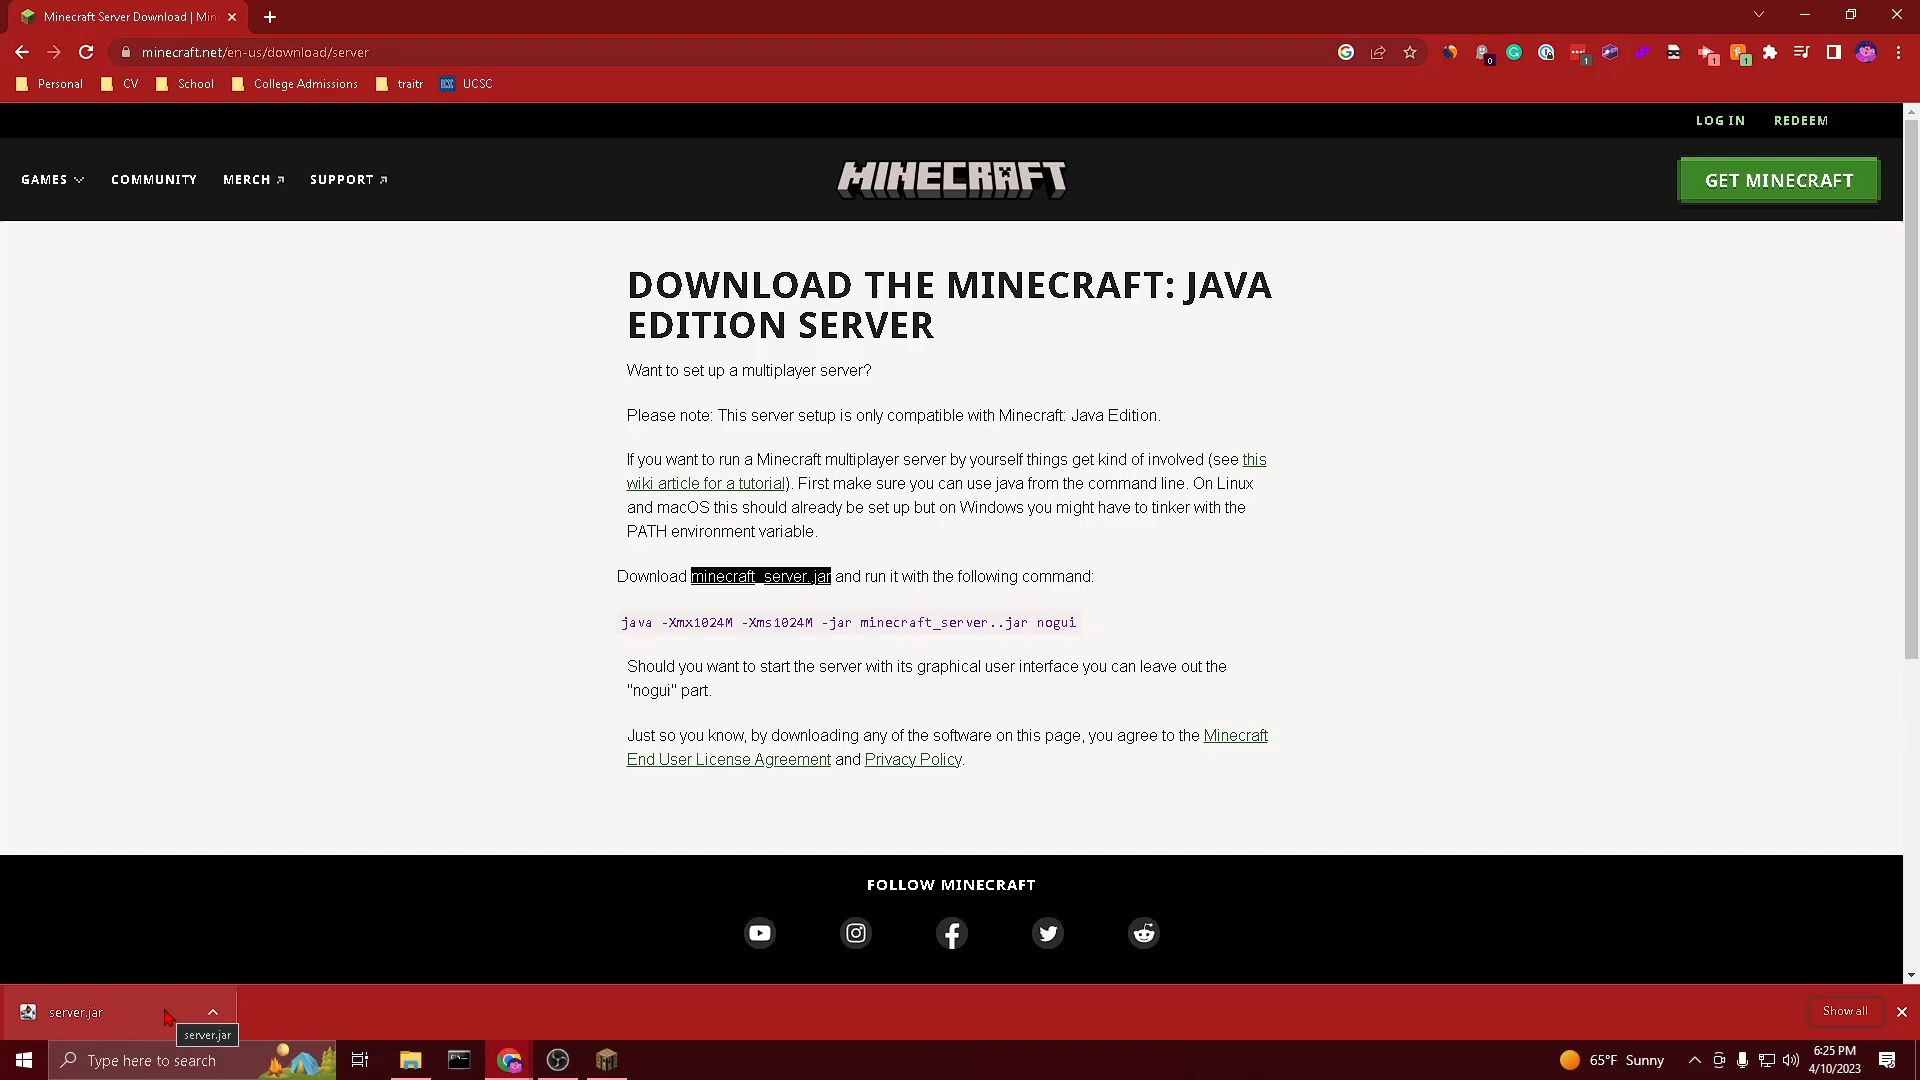 Minecraft Server Download | Min
minecraft.net/en-us/download/server
0
1
1
1
Personal
CV
School
College Admissions
traitr
UCSC
LOG IN
REDEEM
GAMES
COMMUNITY
MERCH
SUPPORT
MINECRAFT
GET MINECRAFT
DOWNLOAD THE MINECRAFT: JAVA
EDITION SERVER
Want to set up a multiplayer server?
Please note: This server setup is only compatible with Minecraft: Java Edition.
If you want to run a Minecraft multiplayer server by yourself things get kind of involved (see this
wiki article for a tutorial). First make sure you can use java from the command line. On Linux
and macOS this should already be set up but on Windows you might have to tinker with the
PATH environment variable.
Download minecraft_server.jar and run it with the following command:
java -Xmx1024M -Xms1024M -jar minecraft_server..jar nogui
Should you want to start the server with its graphical user interface you can leave out the
"nogui" part.
Just so you know, by downloading any of the software on this page, you agree to the Minecraft
End User License Agreement and Privacy Policy.
FOLLOW MINECRAFT
server.jar
server.jar
Show all
Type here to search
65°F Sunny
6:25 PM
4/10/2023